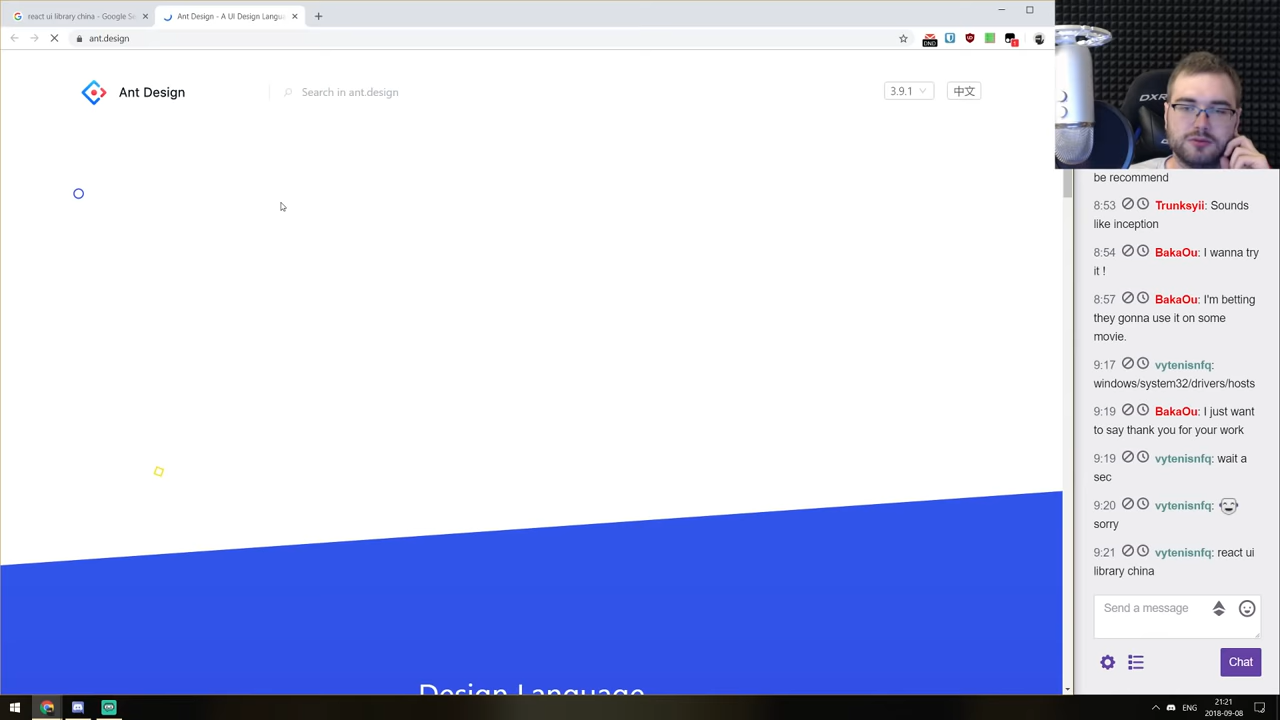 react ui library china - Google Se
Ant Design - A UI Design Langua
ant.design
Ant Design
Search in ant.design
3.9.1
中文
Design Language
DXR
be recommend
8:53 Trunksyii: Sounds
like inception
8:54 BakaOu: I wanna try
it !
8:57 BakaOu: I'm betting
they gonna use it on some
movie.
9:17 vytenisnfq:
windows/system32/drivers/hosts
9:19 BakaOu: I just want
to say thank you for your work
9:19 vytenisnfq: wait a
sec
9:20 vytenisnfq:
sorry
9:21 vytenisnfq: react ui
library china
Send a message
Chat
ENG
21:21
2018-09-08